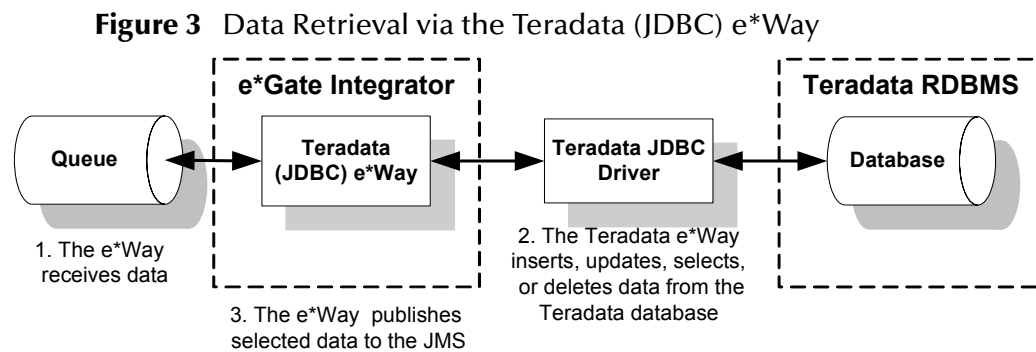 Figure 3 Data Retrieval via the Teradata (JDBC) e*Way
e*Gate Integrator
Teradata RDBMS
Queue
Teradata
(JDBC) e*Way
Teradata JDBC
Driver
Database
1. The e*Way
receives data
2. The Teradata e*Way
inserts, updates, selects,
or deletes data from the
Teradata database
3. The e*Way publishes
selected data to the JMS